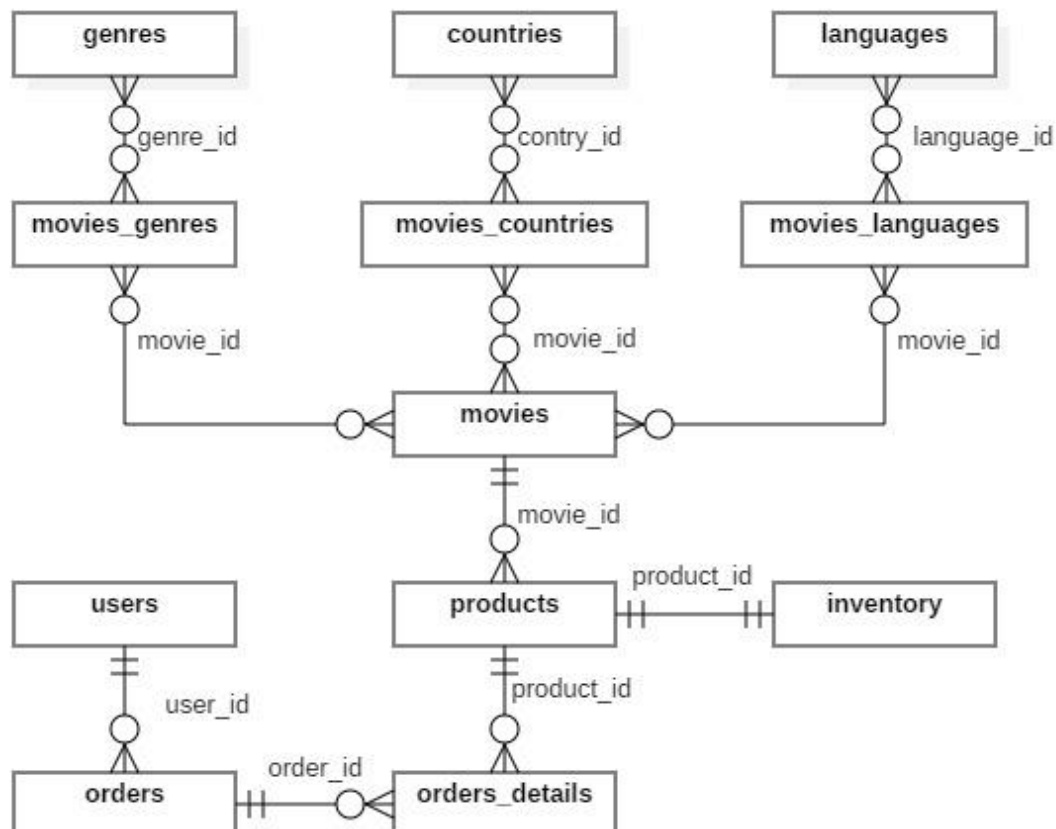 genres
countries
languages
genre_id
contry_id
language_id
movies_genres
movies_countries
movies_languages
movie_id
movie_id
movie_id
movies
movie_id
product_id
users
products
inventory
user_id
product_id
order_id
orders
orders_details